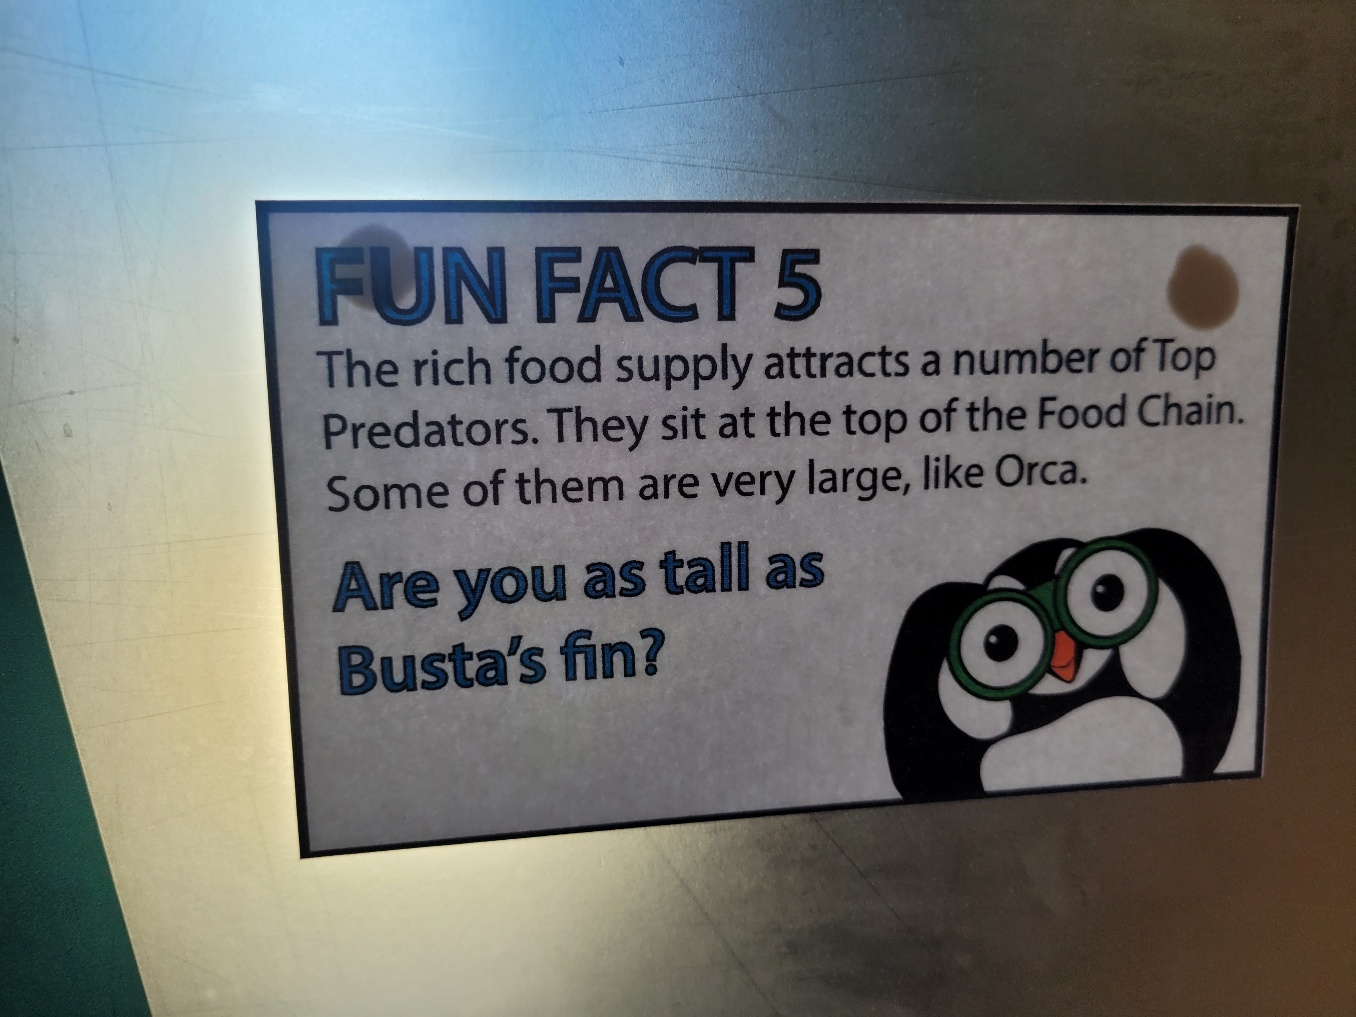 FUN FACT 5
The rich food supply attracts a number of Top
Predators. They sit at the top of the Food Chain.
Some of them are very large, like Orca.
Are you as tall as
Busta's fin?